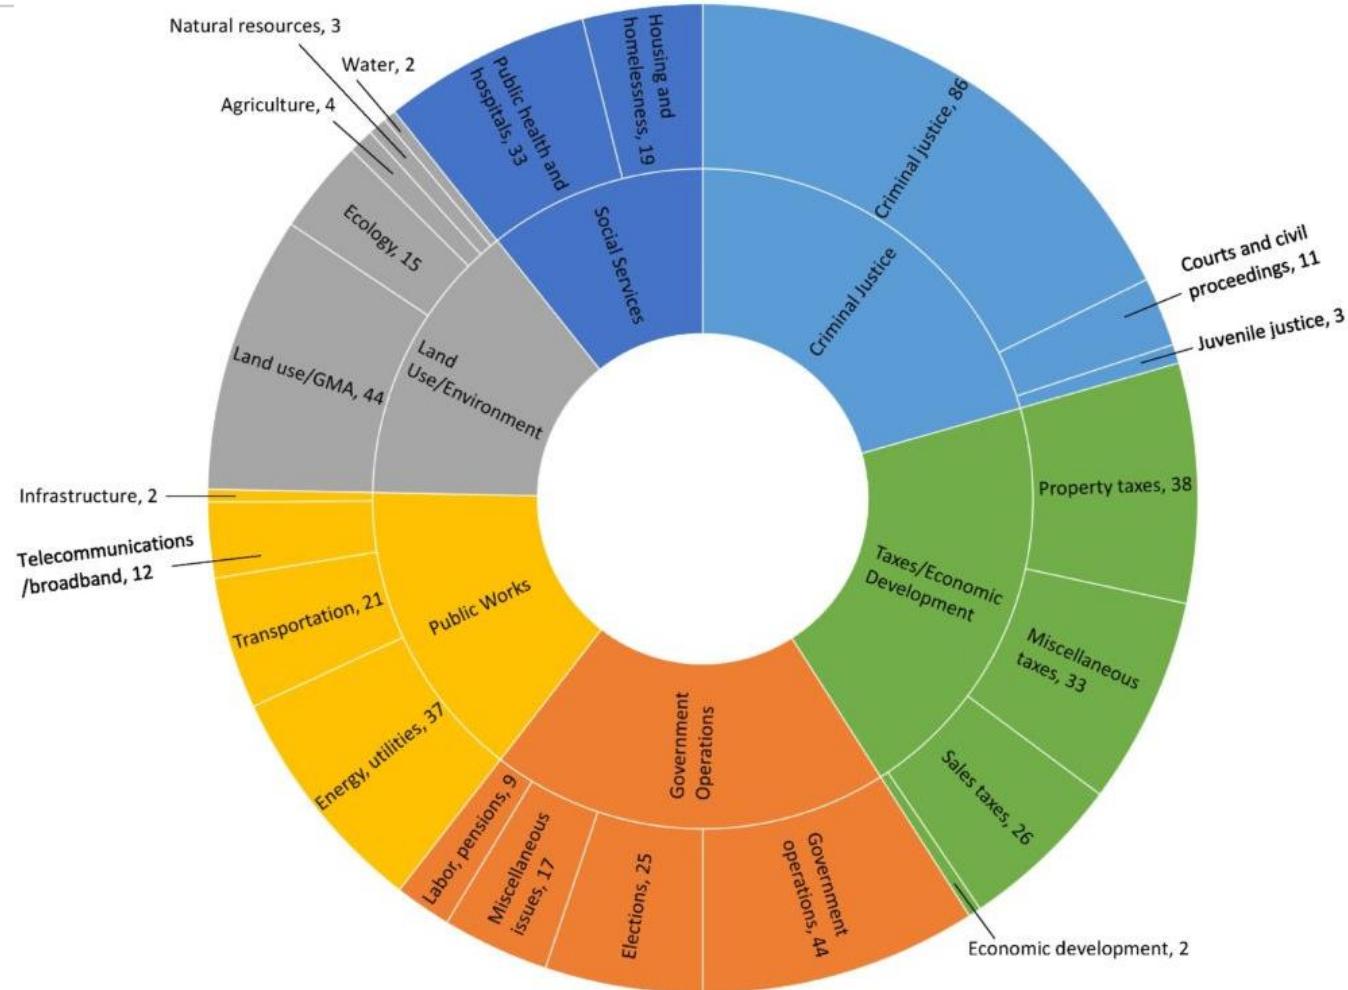 Natural resources, 3
Water, 2
Agriculture, 4
Public health and
hospitals, 33
Housing and
homelessness, 19
Social Services
Criminal justice, 86
Criminal Justice
Courts and civil
proceedings, 11
Juvenile justice, 3
Property taxes, 38
Taxes/Economic
Development
Miscellaneous
taxes, 33
Sales taxes, 26
Economic development, 2
Government
Operations
Government
operations, 44
Elections, 25
Miscellaneous
issues, 17
Labor, pensions, 9
Public Works
Energy, utilities, 37
Transportation, 21
Telecommunications
/broadband, 12
Infrastructure, 2
Land
Use/Environment
Land use/GMA, 44
Ecology, 15